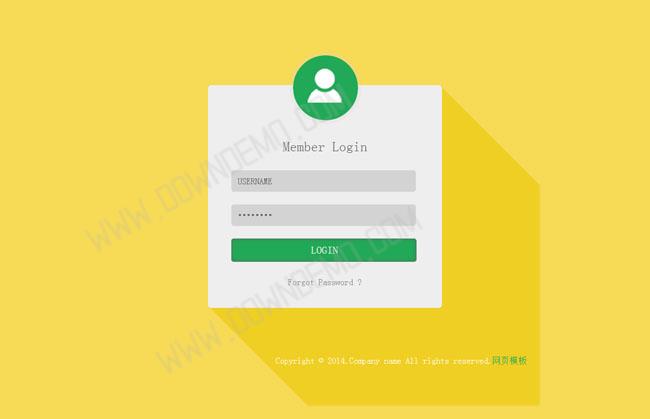 Member Login
USERNAME
••••••••
LOGIN
Forgot Password ?
Copyright © 2014.Company name All rights reserved.网页模板
WWW.DOWNDEMO.COM
WWW.DOWNDEMO.COM